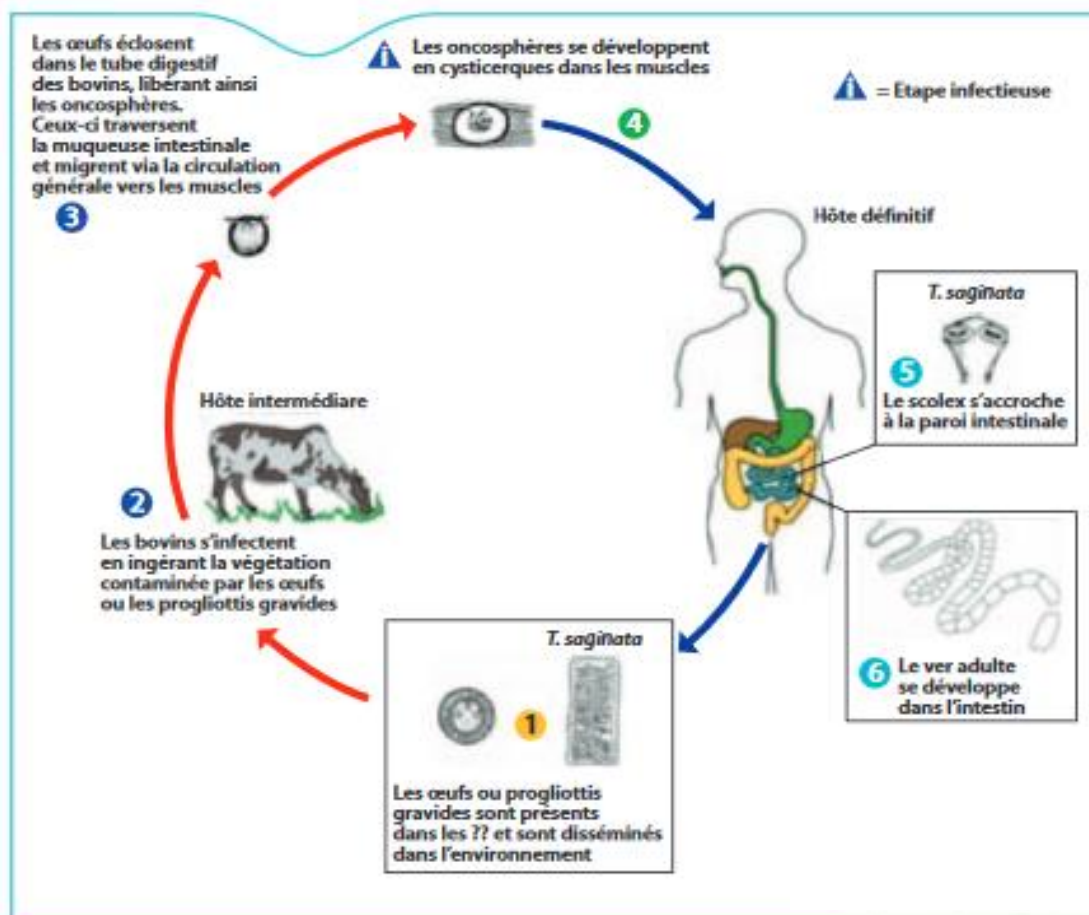 Les œufs éclosent
dans le tube digestif
des bovins, libérant ainsi
les oncosphères.
Ceux-ci traversent
la muqueuse intestinale
et migrent via la circulation
générale vers les muscles
3
Les oncosphères se développent
en cysticerques dans les muscles
= Etape infectieuse
4
Hôte définitif
T. saginata
5
Le scolex s'accroche
à la paroi intestinale
Hôte intermédiare
2
Les bovins s'infectent
en ingérant la végétation
contaminée par les œufs
ou les progliottis gravides
6
Le ver adulte
se développe
dans l'intestin
T. saginata
1
Les œufs ou progliottis
gravides sont présents
dans les ?? et sont disséminés
dans l'environnement